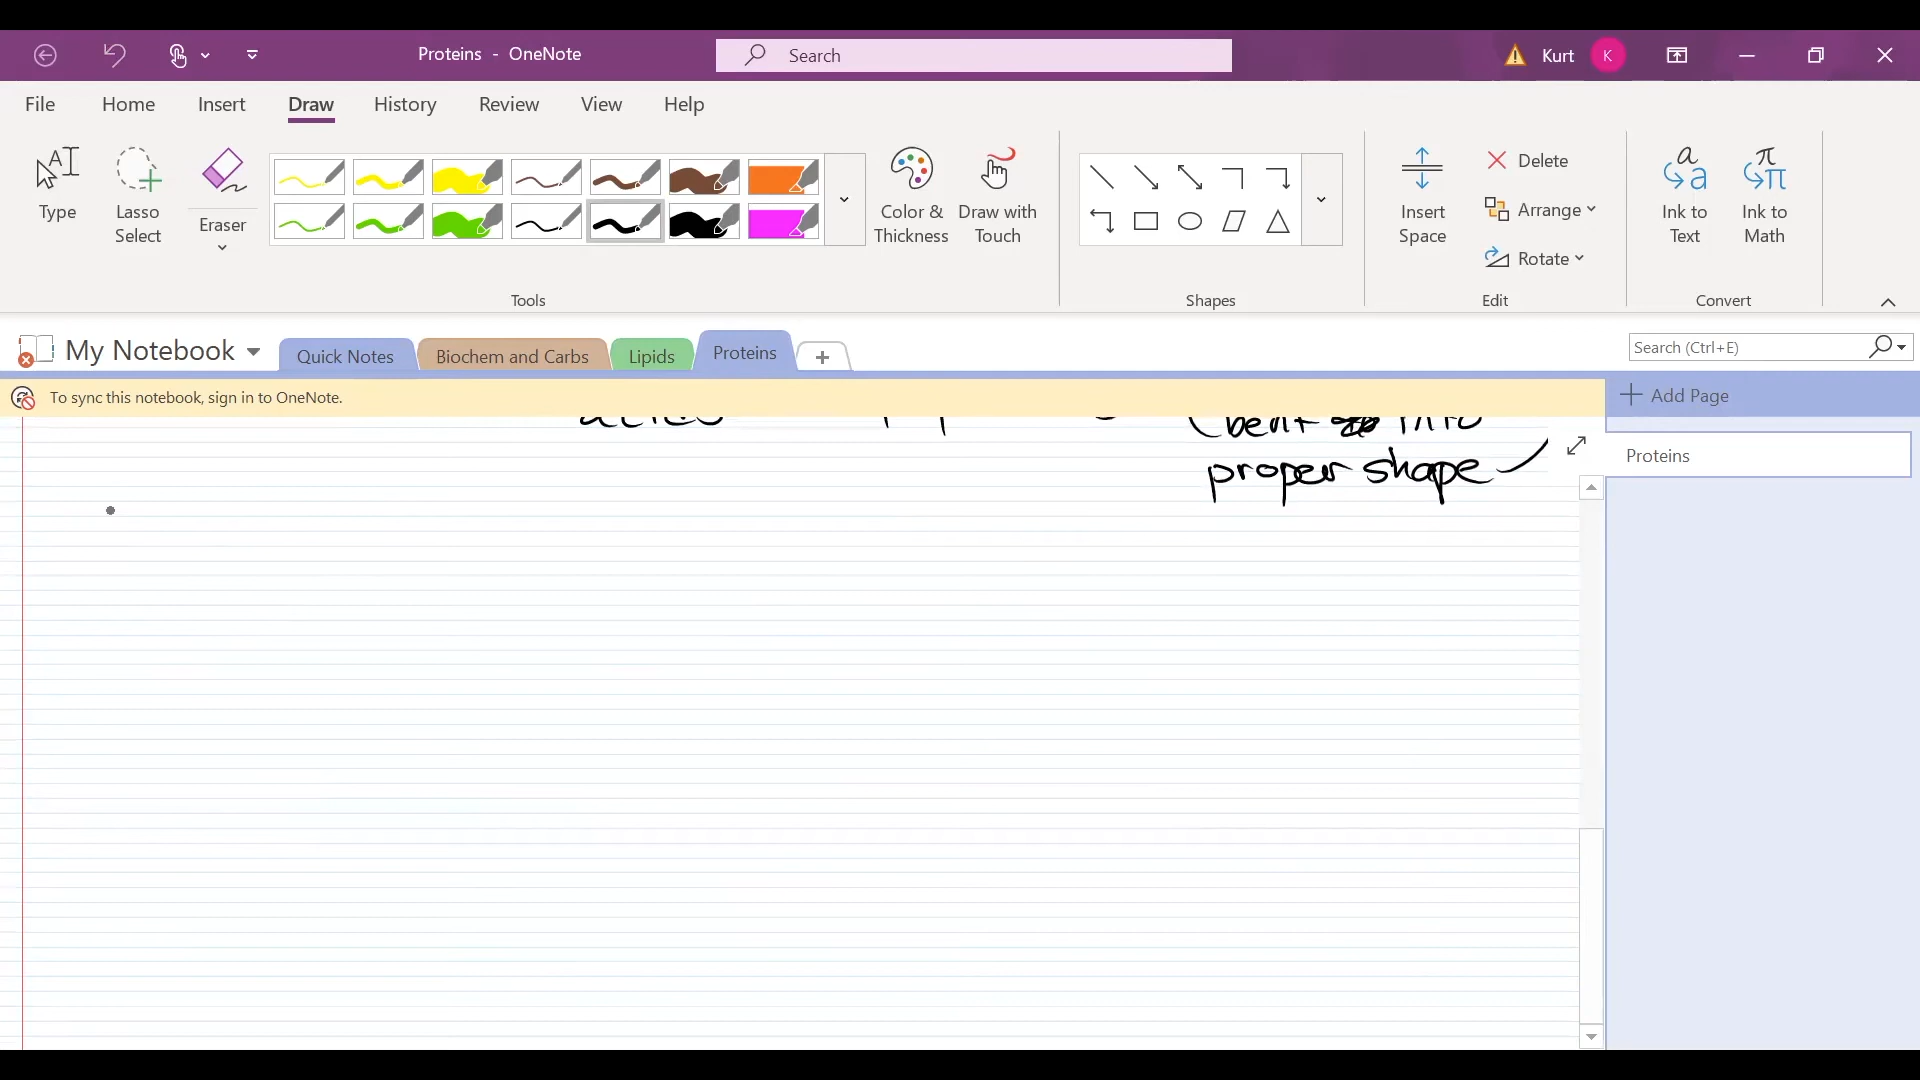 Proteins - OneNote
Search
Kurt
K
File
Home
Insert
Draw
History
Review
View
Help
Type
Lasso
Select
Eraser
Color &
Thickness
Draw with
Touch
Insert
Space
Delete
Arrange
Rotate
Ink to
Text
Ink to
Math
Tools
Shapes
Edit
Convert
My Notebook
Quick Notes
Biochem and Carbs
Lipids
Proteins
+
Search (Ctrl+E)
To sync this notebook, sign in to OneNote.
Add Page
Proteins
acids
(bent into
proper shape